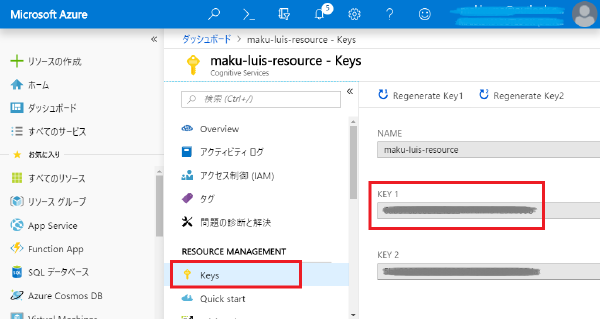 Microsoft Azure
5
«
リソースの作成
ホーム
ダッシュボード
すべてのサービス
お気に入り
すべてのリソース
リソース グループ
App Service
Function App
SQL データベース
Azure Cosmos DB
Virtual Machines
ダッシュボード > maku-luis-resource - Keys
maku-luis-resource - Keys
Cognitive Services
検索 (Ctrl+/)
«
Overview
アクティビティ ログ
アクセス制御 (IAM)
タグ
問題の診断と解決
RESOURCE MANAGEMENT
Keys
Quick start
Regenerate Key1
Regenerate Key2
NAME
maku-luis-resource
KEY 1
KEY 2